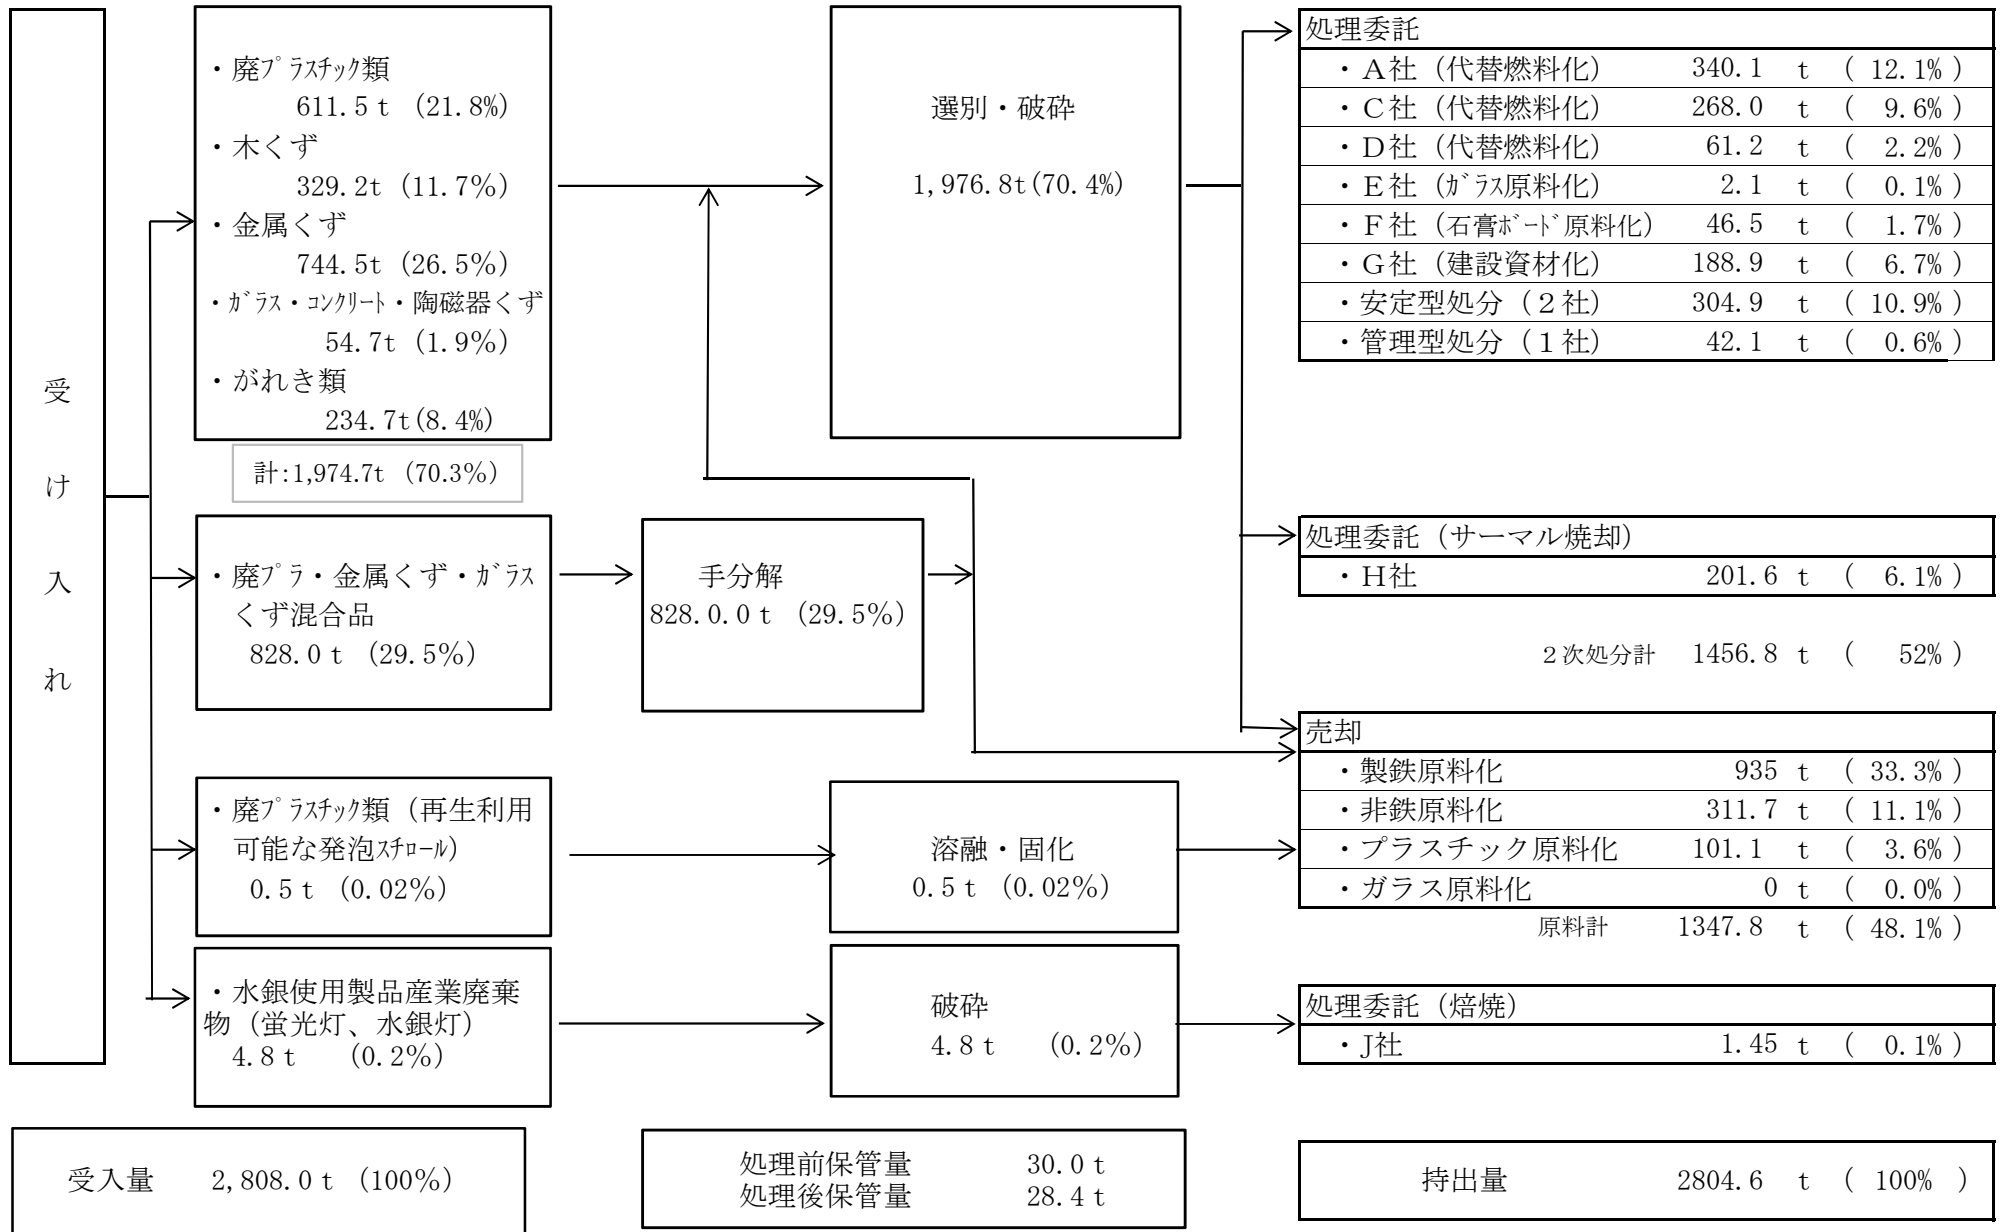 受け入れ
・廃プラスチック類
611.5 t (21.8%)
・木くず
329.2t (11.7%)
・金属くず
744.5t (26.5%)
・ガラス・コンクリート・陶磁器くず
54.7t (1.9%)
・がれき類
234.7t(8.4%)
計:1,974.7t (70.3%)
・廃プラ・金属くず・ガラス
くず混合品
828.0 t (29.5%)
・廃プラスチック類（再生利用
可能な発泡スチロール）
0.5 t (0.02%)
・水銀使用製品産業廃棄
物（蛍光灯、水銀灯）
4.8 t (0.2%)
選別・破砕
1,976.8t(70.4%)
手分解
828.0.0 t (29.5%)
溶融・固化
0.5 t (0.02%)
破砕
4.8 t (0.2%)
処理委託
・Ａ社（代替燃料化） 340.1 t ( 12.1% )
・Ｃ社（代替燃料化） 268.0 t ( 9.6% )
・Ｄ社（代替燃料化） 61.2 t ( 2.2% )
・Ｅ社（ガラス原料化） 2.1 t ( 0.1% )
・Ｆ社（石膏ボード原料化） 46.5 t ( 1.7% )
・Ｇ社（建設資材化） 188.9 t ( 6.7% )
・安定型処分（２社） 304.9 t ( 10.9% )
・管理型処分（１社） 42.1 t ( 0.6% )
処理委託（サーマル焼却）
・H社 201.6 t ( 6.1% )
２次処分計 1456.8 t ( 52% )
売却
・製鉄原料化 935 t ( 33.3% )
・非鉄原料化 311.7 t ( 11.1% )
・プラスチック原料化 101.1 t ( 3.6% )
・ガラス原料化 0 t ( 0.0% )
原料計 1347.8 t ( 48.1% )
処理委託（焙焼）
・J社 1.45 t ( 0.1% )
受入量 2,808.0 t (100%)
処理前保管量 30.0 t
処理後保管量 28.4 t
持出量 2804.6 t ( 100% )